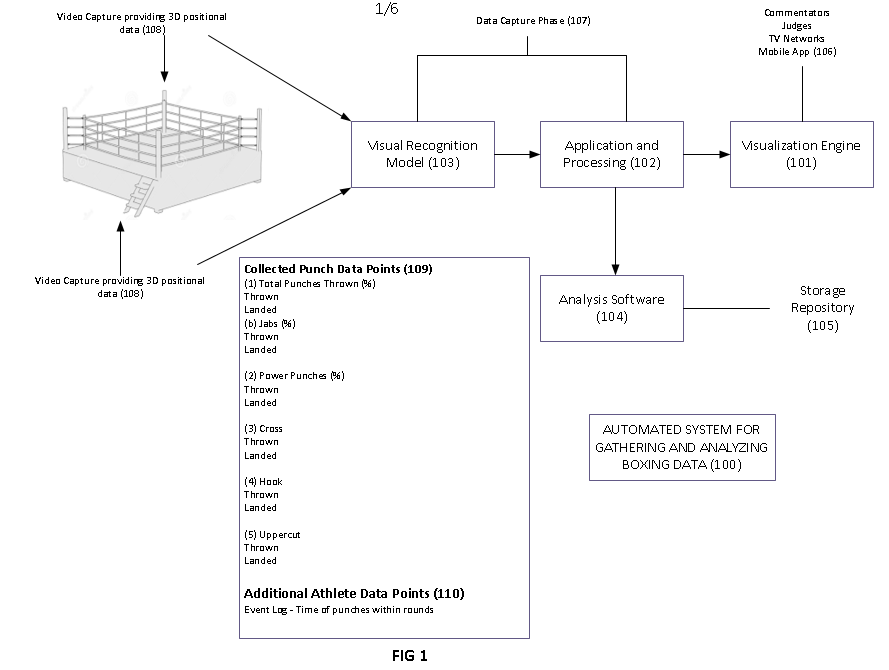 1/6
Video Capture providing 3D positional
data (108)
Data Capture Phase (107)
Commentators
Judges
TV Networks
Mobile App (106)
Visual Recognition
Model (103)
Application and
Processing (102)
Visualization Engine
(101)
Video Capture providing 3D positional
data (108)
Analysis Software
(104)
Storage
Repository
(105)
Collected Punch Data Points (109)
(1) Total Punches Thrown (%)
Thrown
Landed
(b) Jabs (%)
Thrown
Landed
(2) Power Punches (%)
Thrown
Landed
(3) Cross
Thrown
Landed
(4) Hook
Thrown
Landed
(5) Uppercut
Thrown
Landed
Additional Athlete Data Points (110)
Event Log - Time of punches within rounds
AUTOMATED SYSTEM FOR
GATHERING AND ANALYZING
BOXING DATA (100)
FIG 1